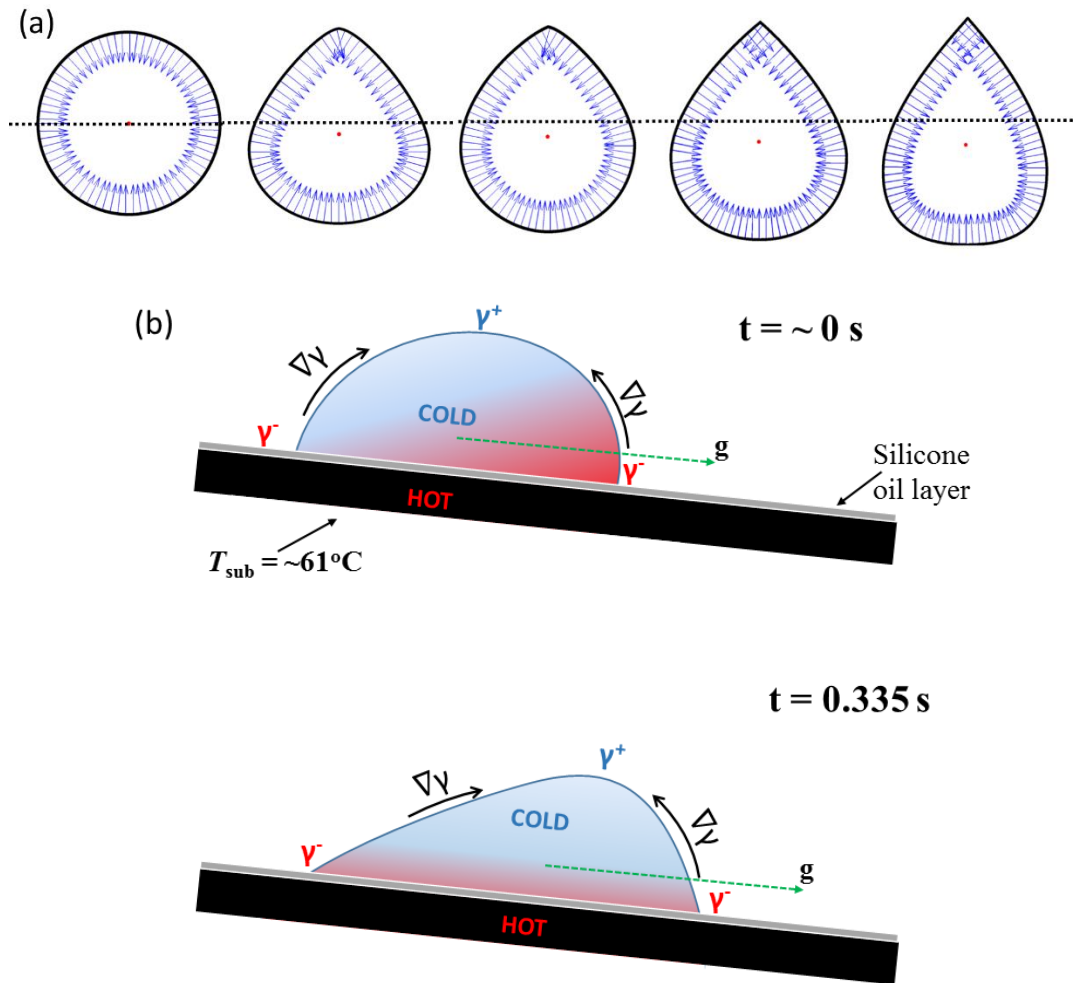 (a)
(b)
t = ~ 0 s
γ⁺
∇γ
∇γ
COLD
γ⁻
g
γ⁻
Silicone
oil layer
HOT
Tsub = ~61°C
t = 0.335 s
γ⁺
∇γ
∇γ
COLD
γ⁻
g
γ⁻
HOT